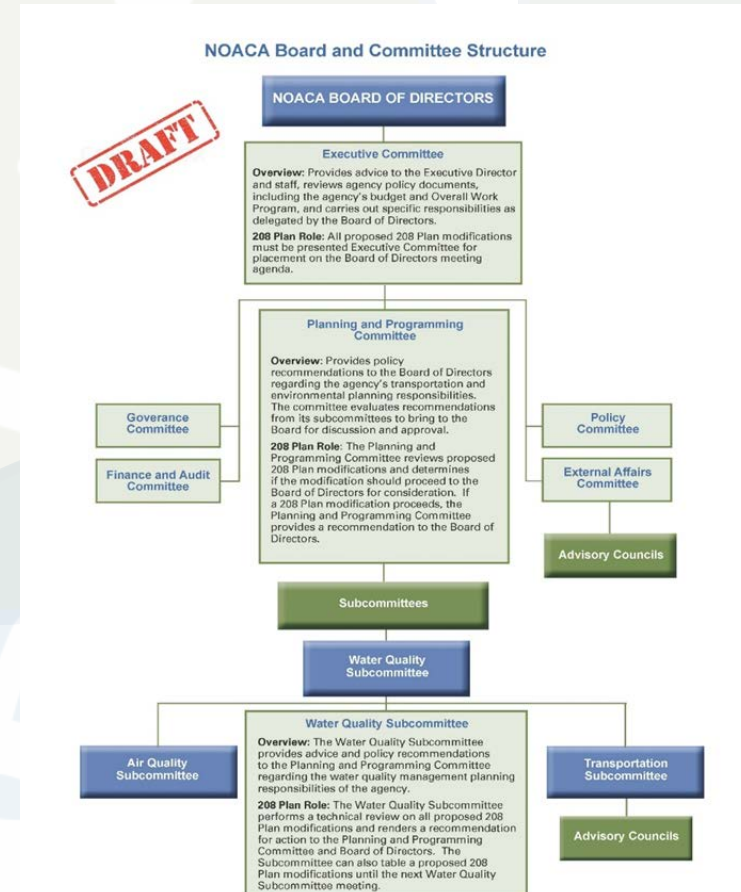 NOACA Board and Committee Structure
NOACA BOARD OF DIRECTORS
DRAFT
Executive Committee
Overview: Provides advice to the Executive Director
and staff, reviews agency policy documents,
including the agency's budget and Overall Work
Program, and carries out specific responsibilities as
delegated by the Board of Directors.
208 Plan Role: All proposed 208 Plan modifications
must be presented Executive Committee for
placement on the Board of Directors meeting
agenda.
Planning and Programming
Committee
Overview: Provides policy
recommendations to the Board of Directors
regarding the agency's transportation and
environmental planning responsibilities.
The committee evaluates recommendations
from its subcommittees to bring to the
Board for discussion and approval.
208 Plan Role: The Planning and
Programming Committee reviews proposed
208 Plan modifications and determines
if the modification should proceed to the
Board of Directors for consideration. If
a 208 Plan modification proceeds, the
Planning and Programming Committee
provides a recommendation to the Board of
Directors.
Goverance
Committee
Finance and Audit
Committee
Policy
Committee
External Affairs
Committee
Advisory Councils
Subcommittees
Water Quality
Subcommittee
Air Quality
Subcommittee
Water Quality Subcommittee
Overview: The Water Quality Subcommittee
provides advice and policy recommendations
to the Planning and Programming Committee
regarding the water quality management planning
responsibilities of the agency.
208 Plan Role: The Water Quality Subcommittee
performs a technical review on all proposed 208
Plan modifications and renders a recommendation
for action to the Planning and Programming
Committee and Board of Directors. The
Subcommittee can also table a proposed 208
Plan modifications until the next Water Quality
Subcommittee meeting.
Transportation
Subcommittee
Advisory Councils